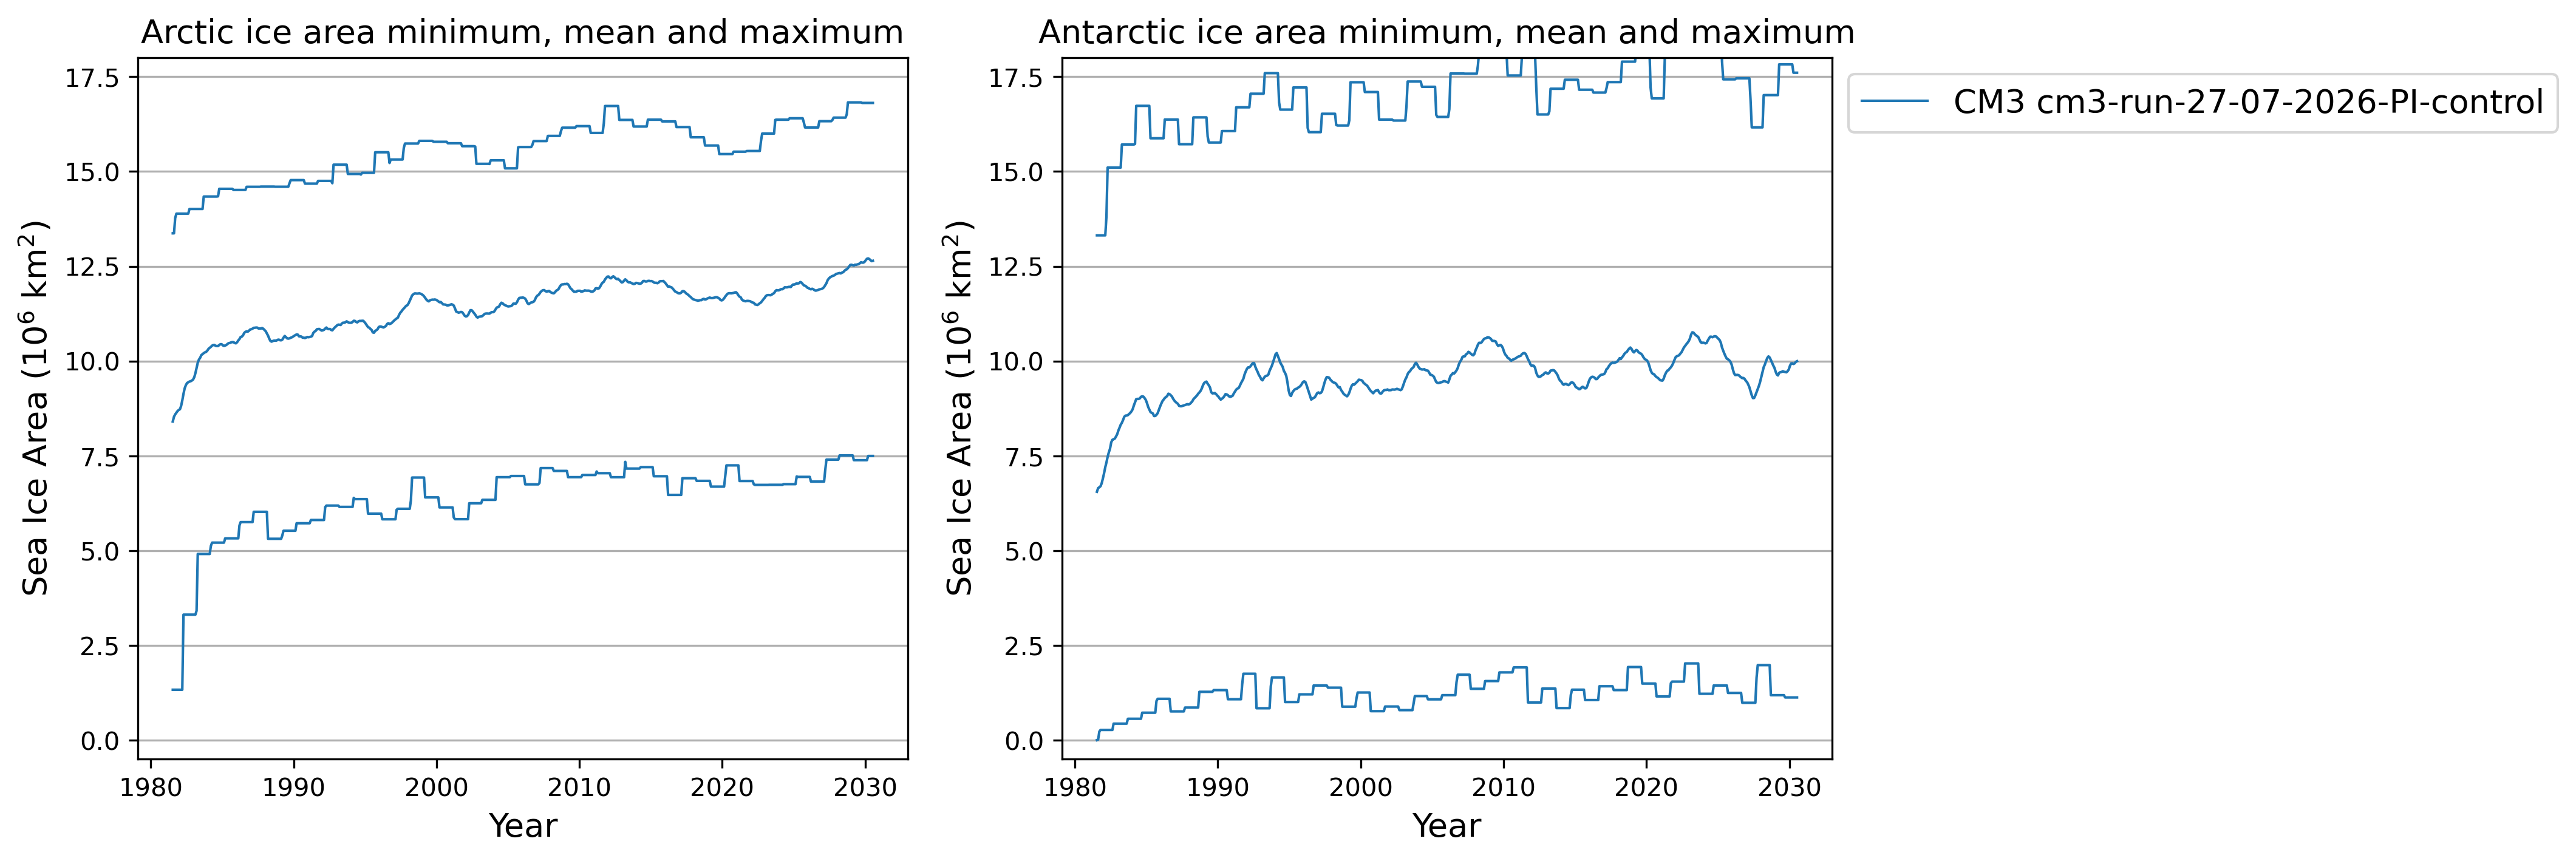 Arctic ice area minimum, mean and maximum
17.5
15.0
12.5
10.0
7.5
5.0
2.5
0.0
Sea Ice Area (10⁶ km²)
1980 1990 2000 2010 2020 2030
Year
Antarctic ice area minimum, mean and maximum
17.5
15.0
12.5
10.0
7.5
5.0
2.5
0.0
Sea Ice Area (10⁶ km²)
1980 1990 2000 2010 2020 2030
Year
CM3 cm3-run-27-07-2026-PI-control